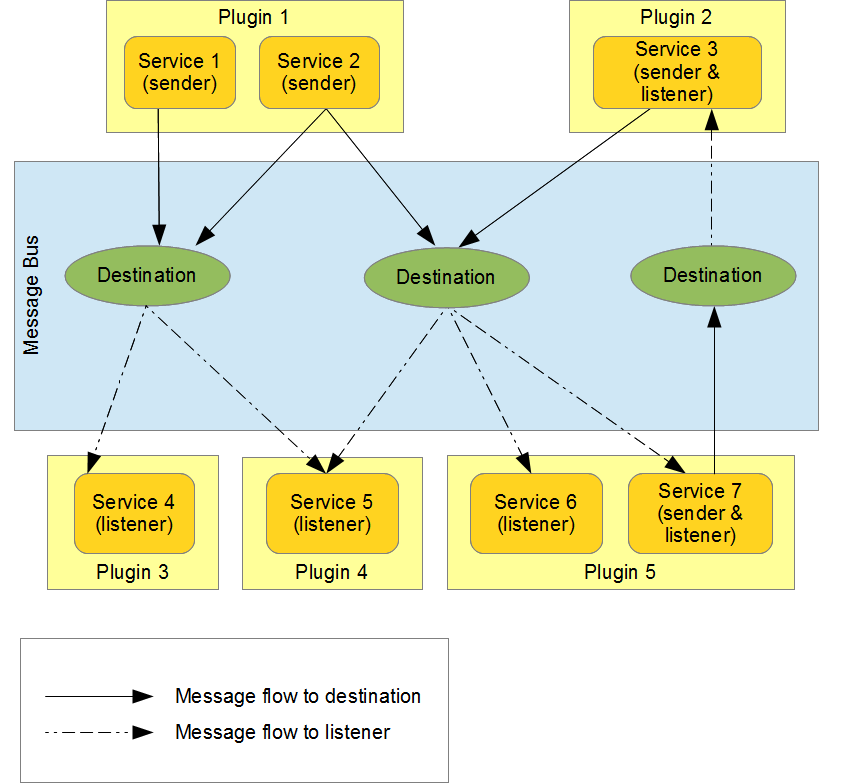 Plugin 1
Plugin 2
Service 1
(sender)
Service 2
(sender)
Service 3
(sender &
listener)
Message Bus
Destination
Destination
Destination
Service 4
(listener)
Service 5
(listener)
Service 6
(listener)
Service 7
(sender &
listener)
Plugin 3
Plugin 4
Plugin 5
Message flow to destination
Message flow to listener